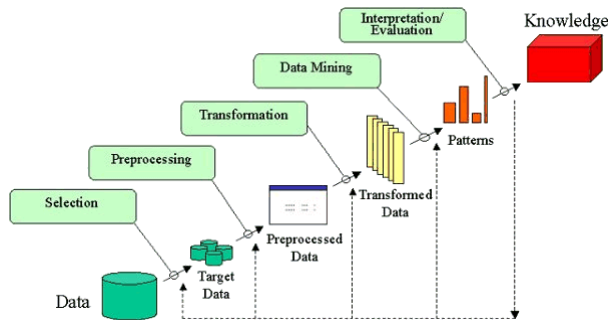 Interpretation/
Evaluation
Knowledge
Data Mining
Transformation
Patterns
Preprocessing
Transformed
Data
Selection
Preprocessed
Data
Target
Data
Data